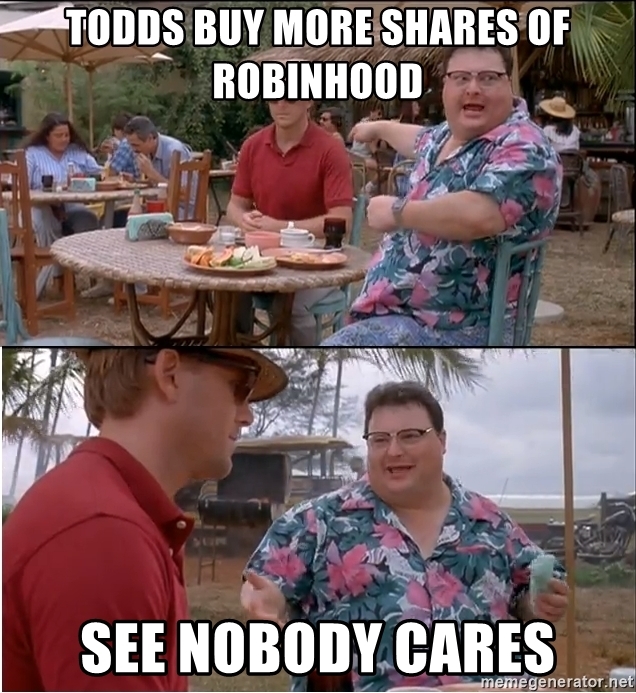 TODDS BUY MORE SHARES OF
ROBINHOOD
SEE NOBODY CARES
memegenerator.net